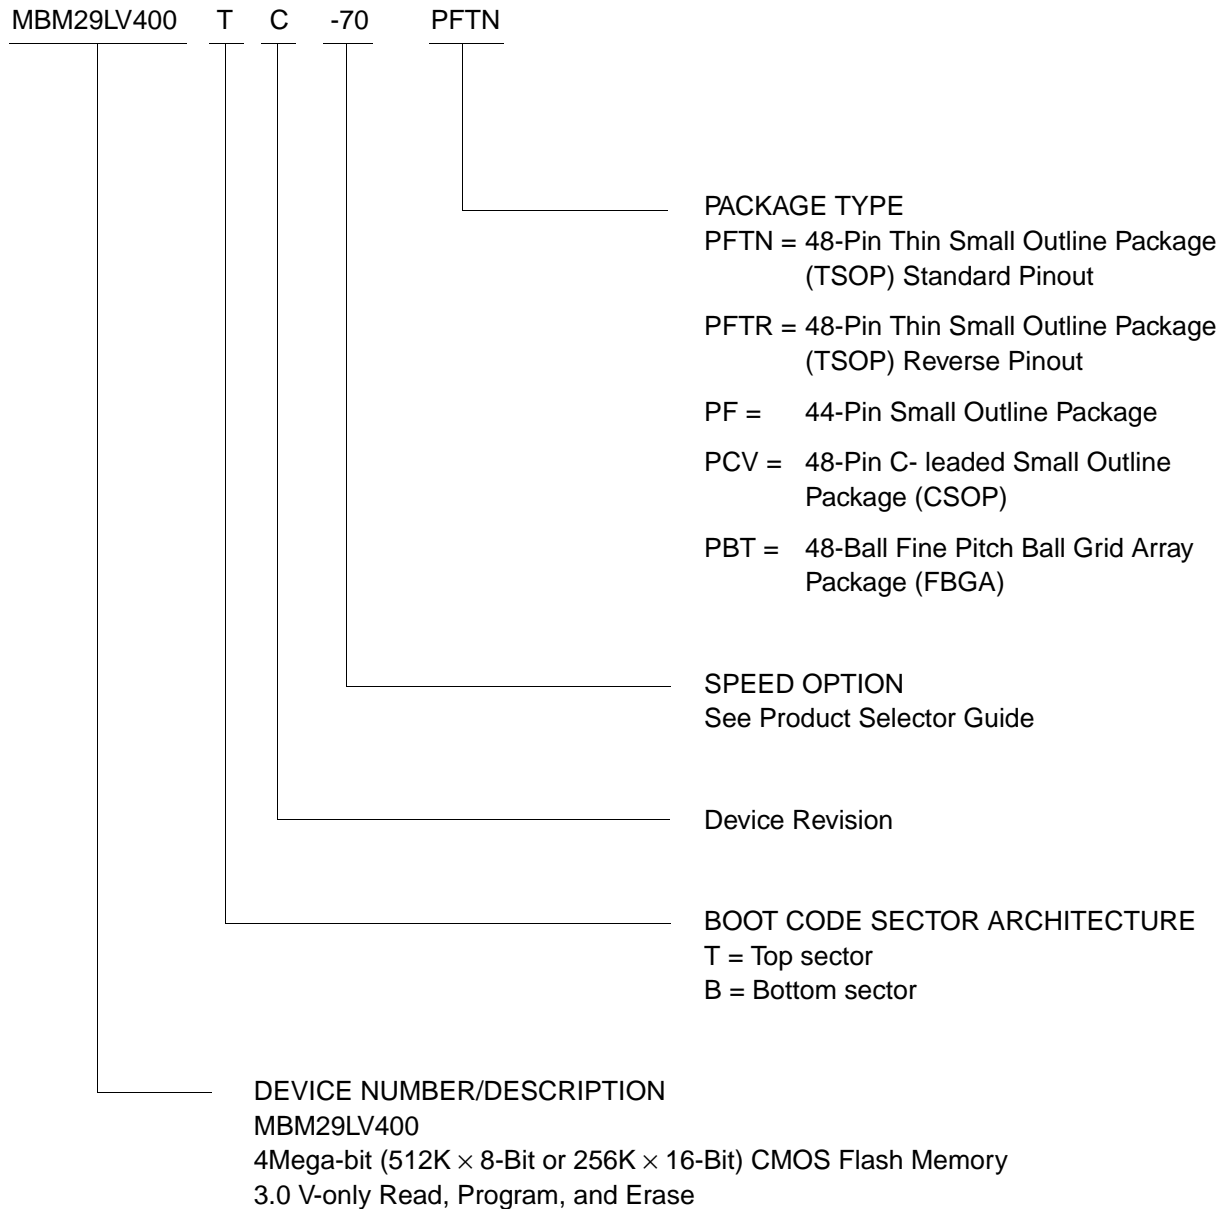 MBM29LV400 T C -70 PFTN
PACKAGE TYPE
PFTN = 48-Pin Thin Small Outline Package
(TSOP) Standard Pinout
PFTR = 48-Pin Thin Small Outline Package
(TSOP) Reverse Pinout
PF = 44-Pin Small Outline Package
PCV = 48-Pin C- leaded Small Outline
Package (CSOP)
PBT = 48-Ball Fine Pitch Ball Grid Array
Package (FBGA)
SPEED OPTION
See Product Selector Guide
Device Revision
BOOT CODE SECTOR ARCHITECTURE
T = Top sector
B = Bottom sector
DEVICE NUMBER/DESCRIPTION
MBM29LV400
4Mega-bit (512K × 8-Bit or 256K × 16-Bit) CMOS Flash Memory
3.0 V-only Read, Program, and Erase